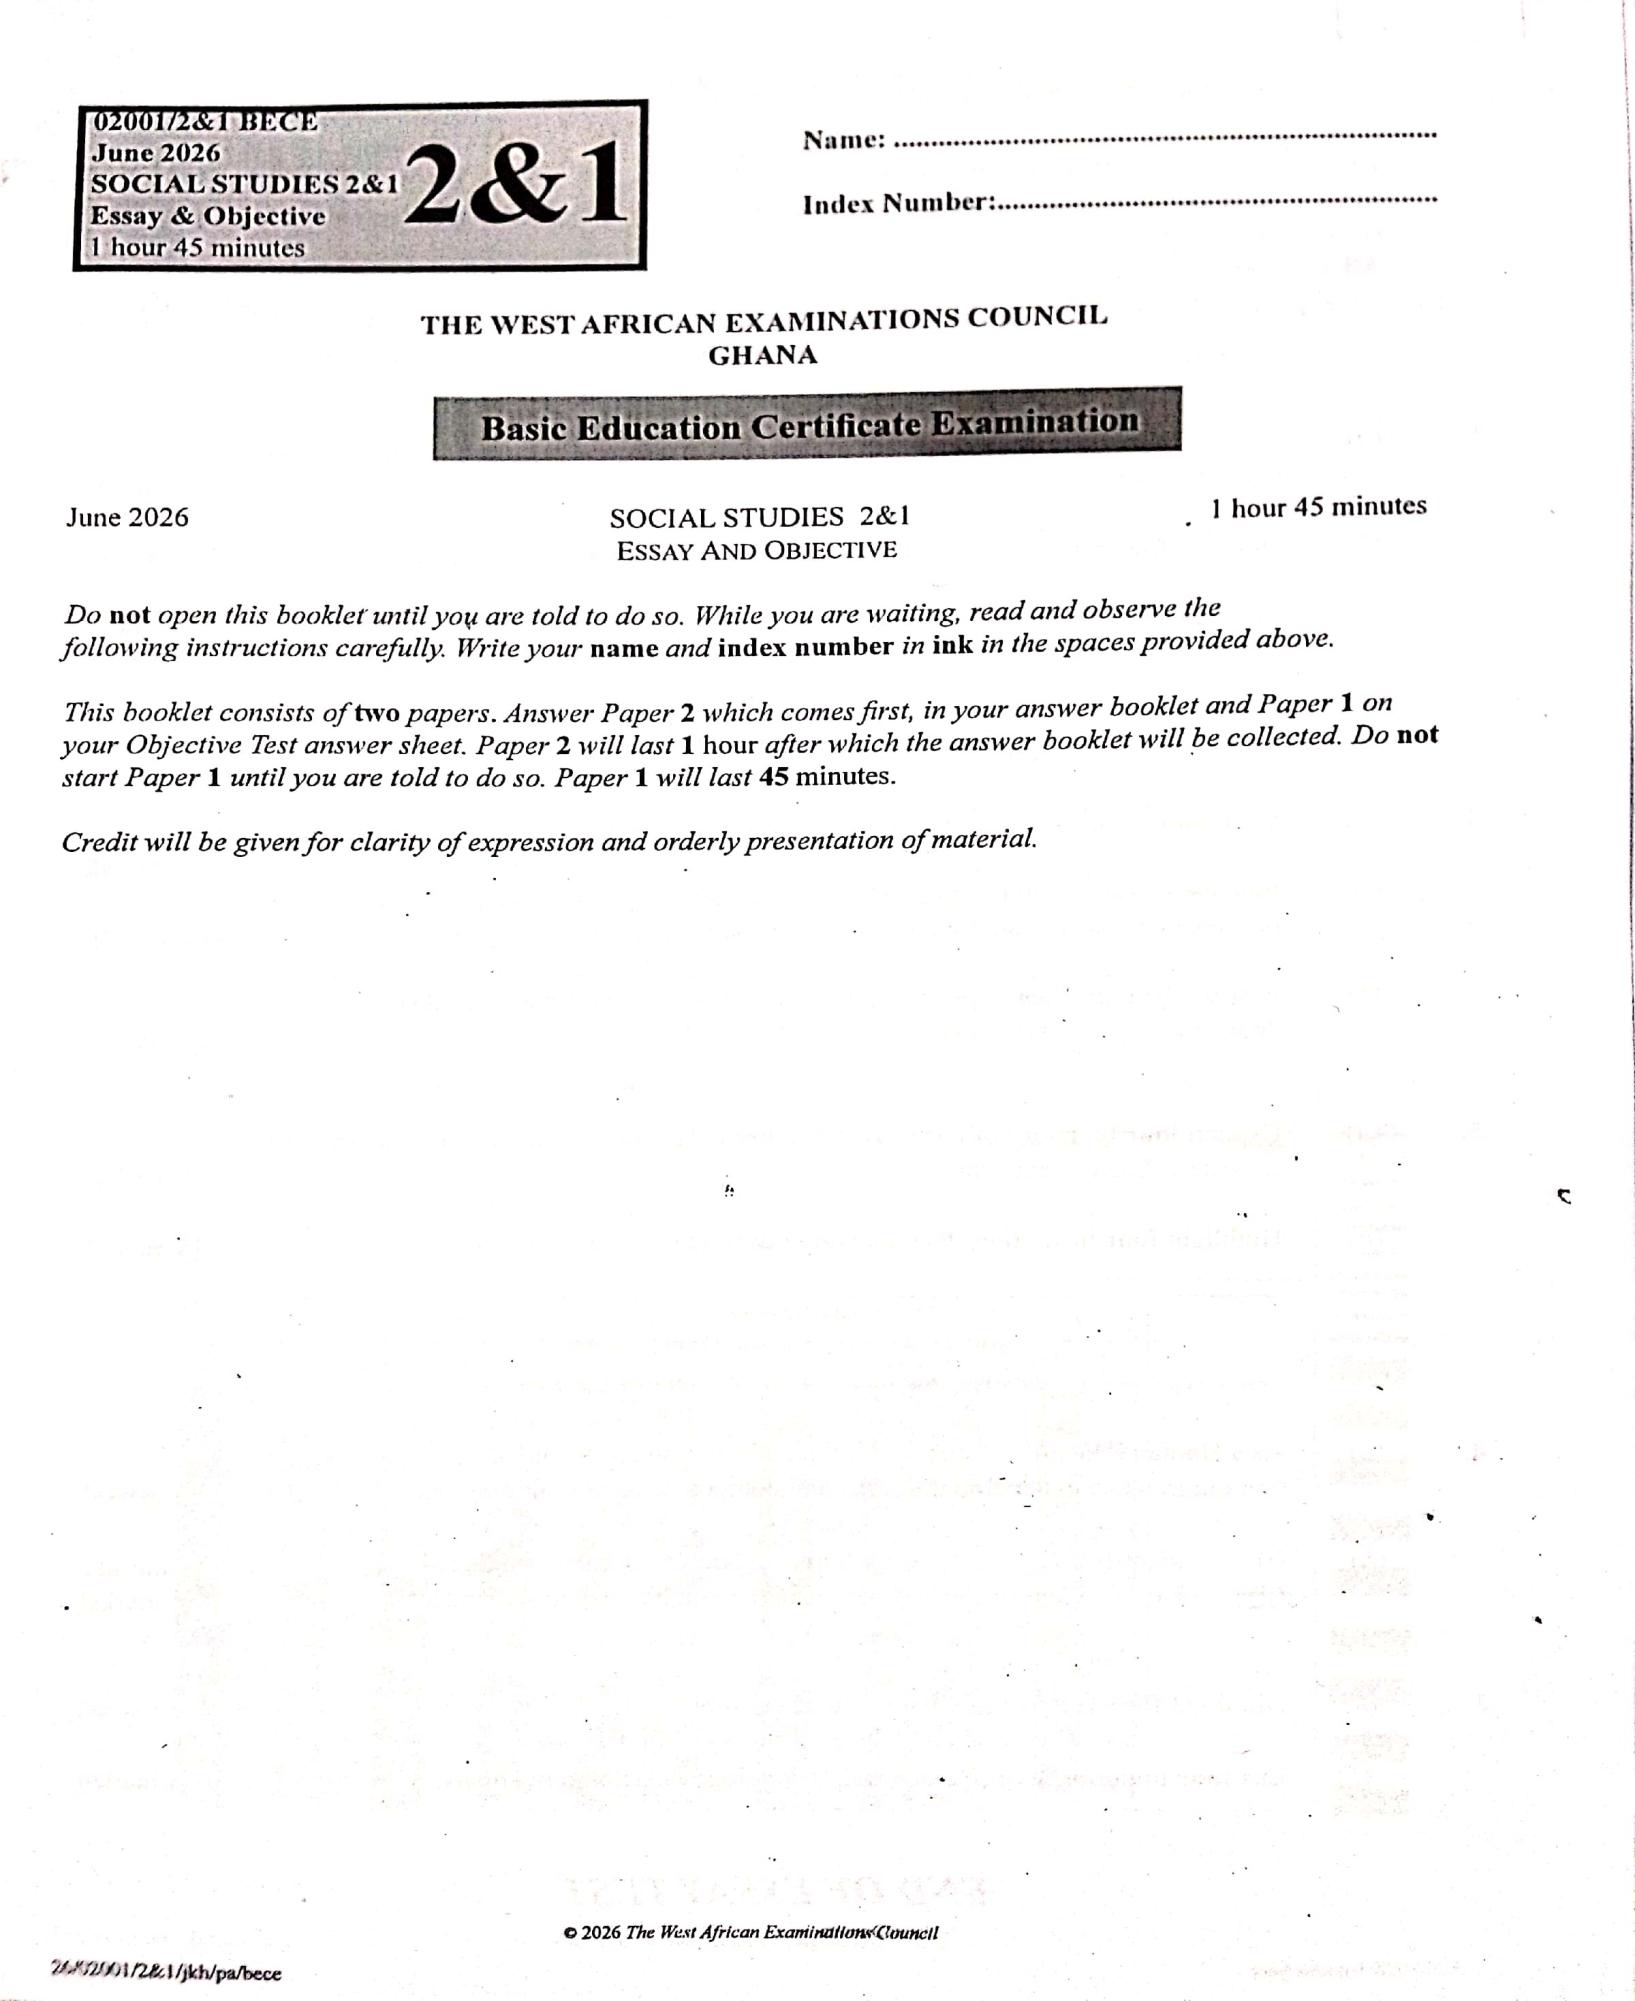 02001/2&1 BECE
June 2026
SOCIAL STUDIES 2&1
Essay & Objective
1 hour 45 minutes
2&1
Name: ................................................................
Index Number:................................................................
THE WEST AFRICAN EXAMINATIONS COUNCIL
GHANA
Basic Education Certificate Examination
June 2026
SOCIAL STUDIES 2&1
ESSAY AND OBJECTIVE
1 hour 45 minutes
Do not open this booklet until you are told to do so. While you are waiting, read and observe the
following instructions carefully. Write your name and index number in ink in the spaces provided above.
This booklet consists of two papers. Answer Paper 2 which comes first, in your answer booklet and Paper 1 on
your Objective Test answer sheet. Paper 2 will last 1 hour after which the answer booklet will be collected. Do not
start Paper 1 until you are told to do so. Paper 1 will last 45 minutes.
Credit will be given for clarity of expression and orderly presentation of material.
© 2026 The West African Examinations Council
/2&1/jkh/pa/bece